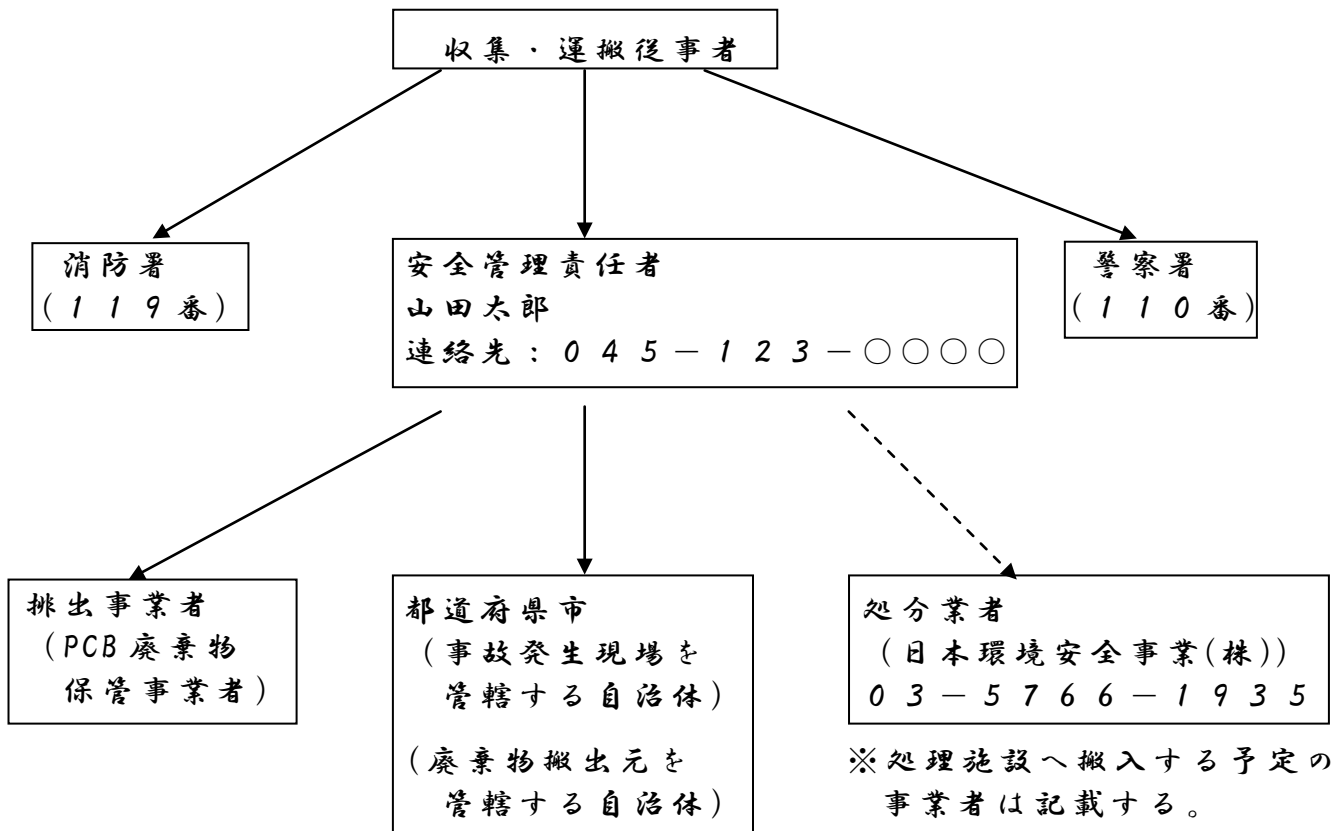 収集・運搬従事者
消防署
(119番)
安全管理責任者
山田太郎
連絡先：045－123－○○○○
警察署
(110番)
排出事業者
(PCB廃棄物
保管事業者)
都道府県市
(事故発生現場を
管轄する自治体)
(廃棄物搬出元を
管轄する自治体)
処分業者
(日本環境安全事業(株))
03－5766－1935
※処理施設へ搬入する予定の
事業者は記載する。